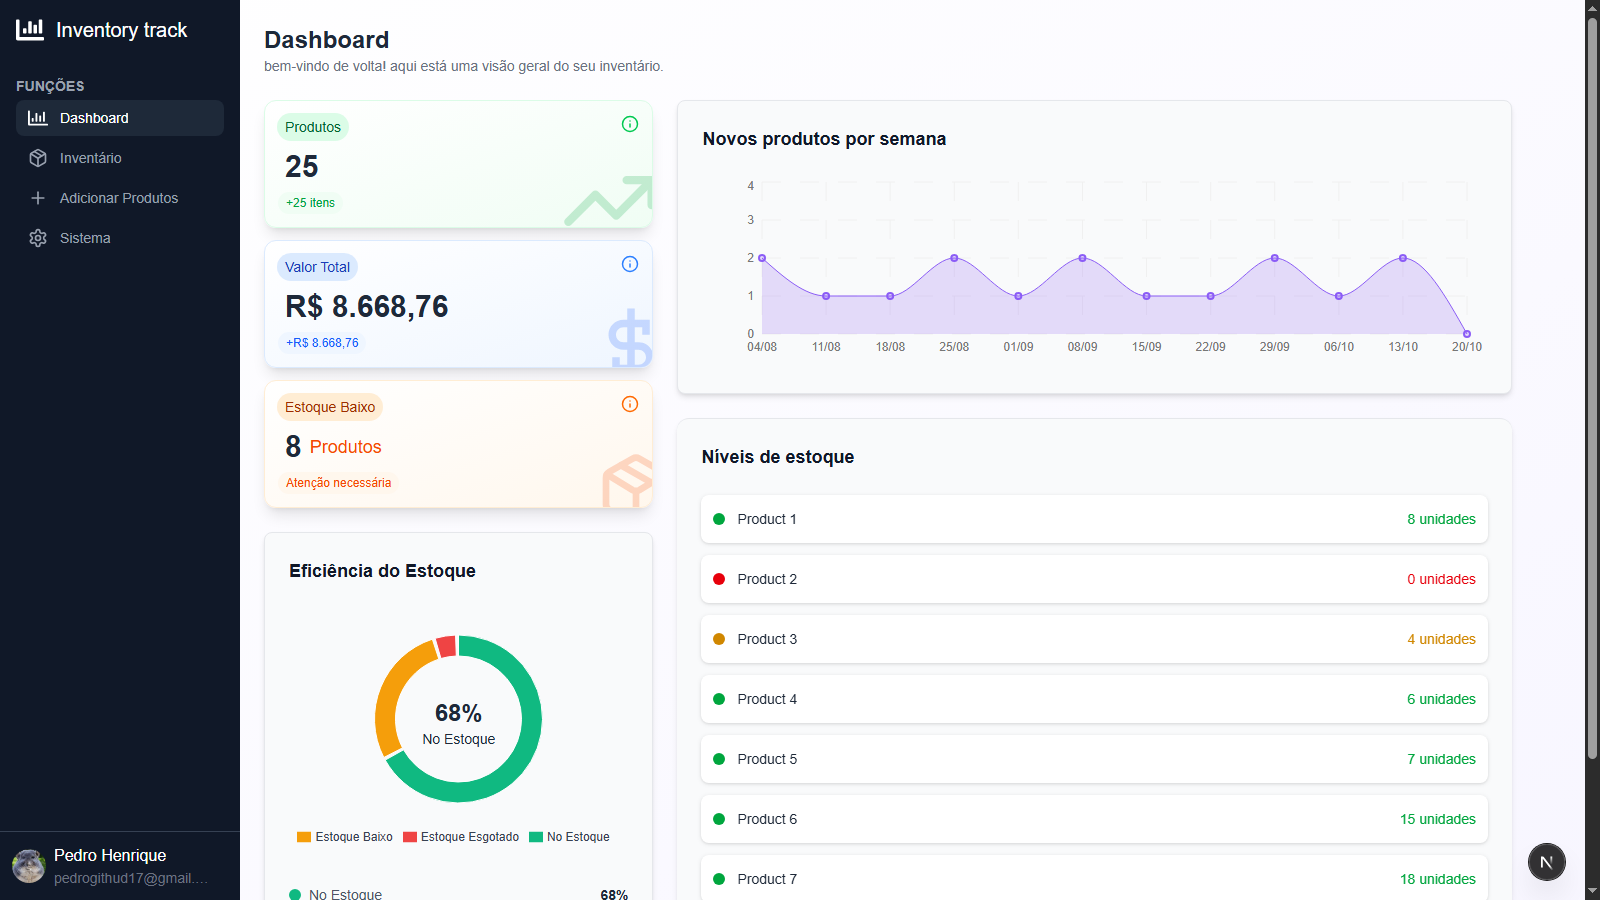 Inventory track
FUNÇÕES
Dashboard
Inventário
Adicionar Produtos
Sistema
Pedro Henrique
pedrogithud17@gmail....
Dashboard
bem-vindo de volta! aqui está uma visão geral do seu inventário.
Produtos
25
+25 itens
Valor Total
R$ 8.668,76
+R$ 8.668,76
$
Estoque Baixo
8 Produtos
Atenção necessária
Eficiência do Estoque
68%
No Estoque
Estoque Baixo Estoque Esgotado No Estoque
No Estoque 68%
Novos produtos por semana
4
3
2
1
0
04/08 11/08 18/08 25/08 01/09 08/09 15/09 22/09 29/09 06/10 13/10 20/10
Níveis de estoque
Product 1 8 unidades
Product 2 0 unidades
Product 3 4 unidades
Product 4 6 unidades
Product 5 7 unidades
Product 6 15 unidades
Product 7 18 unidades
N